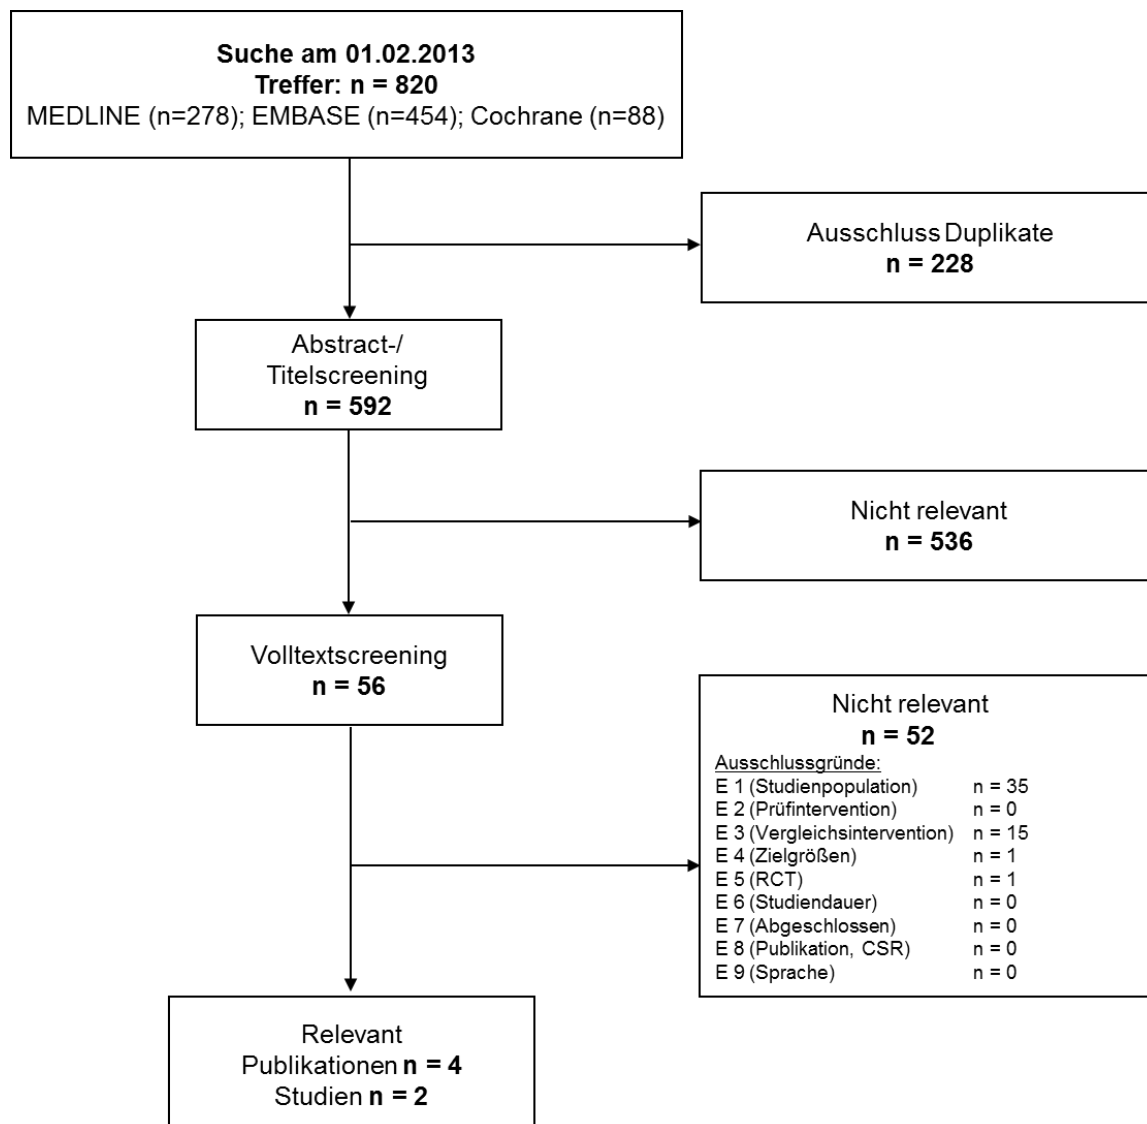 Suche am 01.02.2013
Treffer: n = 820
MEDLINE (n=278); EMBASE (n=454); Cochrane (n=88)
Ausschluss Duplikate
n = 228
Abstract-/
Titelscreening
n = 592
Nicht relevant
n = 536
Volltextscreening
n = 56
Nicht relevant
n = 52
Ausschlussgründe:
E 1 (Studienpopulation) n = 35
E 2 (Prüfintervention) n = 0
E 3 (Vergleichsintervention) n = 15
E 4 (Zielgrößen) n = 1
E 5 (RCT) n = 1
E 6 (Studiendauer) n = 0
E 7 (Abgeschlossen) n = 0
E 8 (Publikation, CSR) n = 0
E 9 (Sprache) n = 0
Relevant
Publikationen n = 4
Studien n = 2